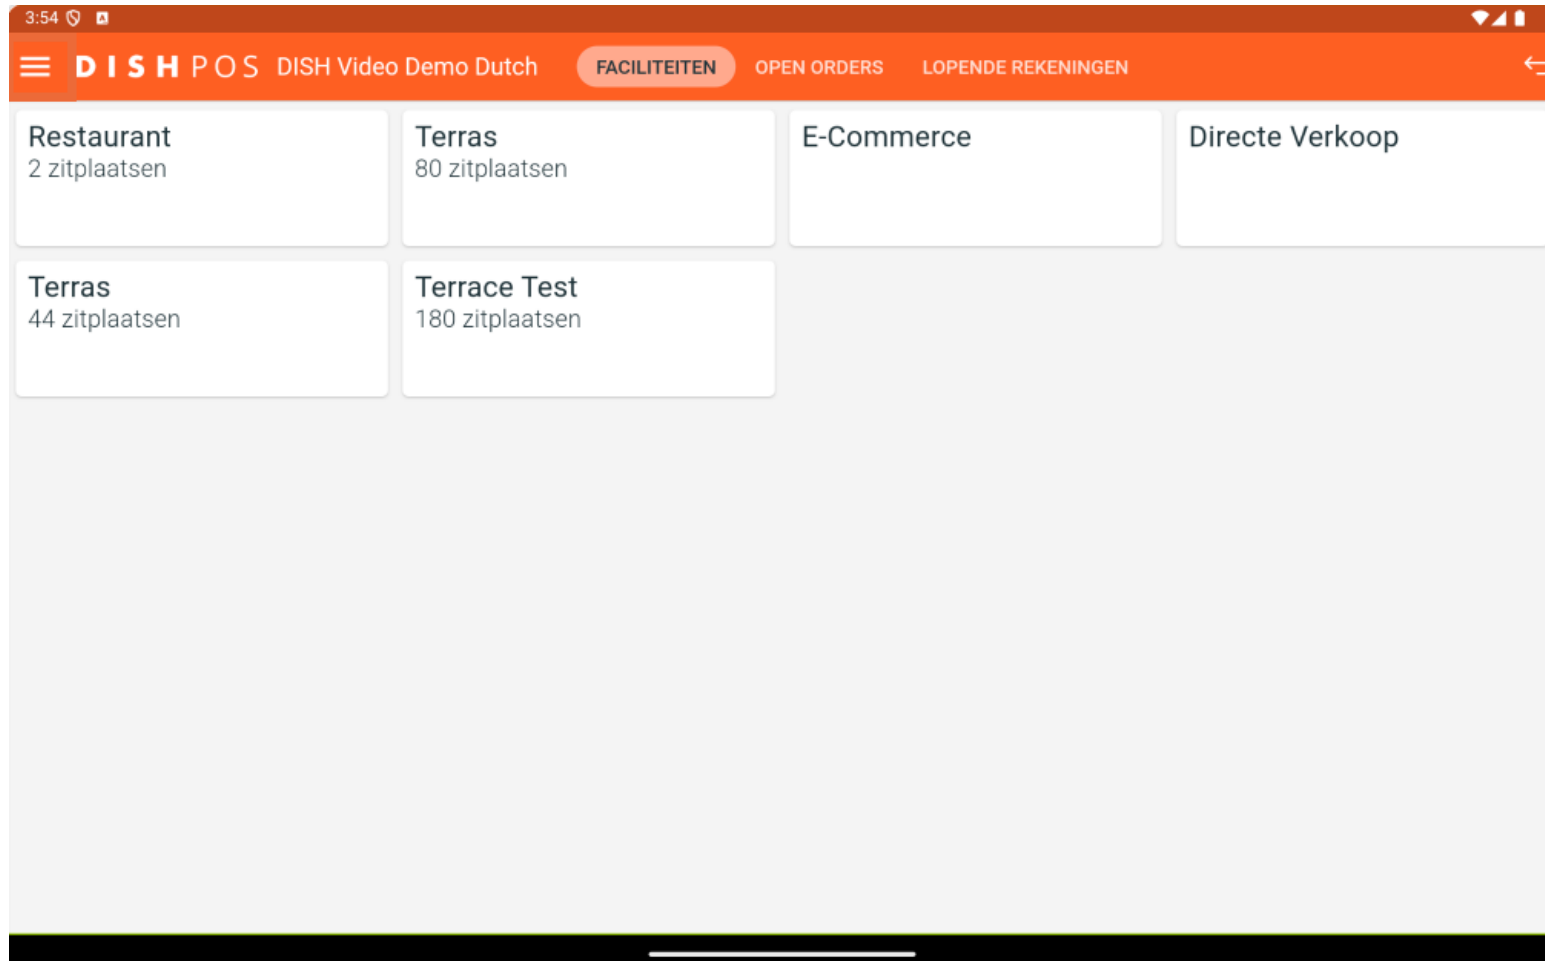 3:54
DISH POS DISH Video Demo Dutch FACILITEITEN OPEN ORDERS LOPENDE REKENINGEN
Restaurant
2 zitplaatsen
Terras
80 zitplaatsen
E-Commerce
Directe Verkoop
Terras
44 zitplaatsen
Terrace Test
180 zitplaatsen